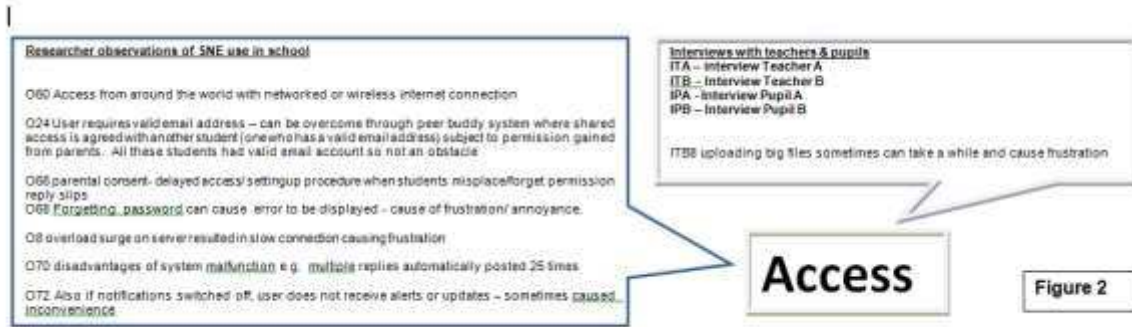 Researcher observations of SNE use in school
O60 Access from around the world with networked or wireless internet connection
O24 User requires valid email address – can be overcome through peer buddy system where shared
access is agreed with another student (one who has a valid email address) subject to permission gained
from parents. All these students had valid email account so not an obstacle
O66 parental consent- delayed access/ setting up procedure when students misplace/forget permission
reply slips
O68 Forgetting password can cause error to be displayed - cause of frustration/ annoyance.
O8 overload surge on server resulted in slow connection causing frustration
O70 disadvantages of system malfunction e.g. multiple replies automatically posted 25 times
O72 Also if notifications switched off, user does not receive alerts or updates – sometimes caused
inconvenience
Interviews with teachers & pupils
ITA – Interview Teacher A
ITB – Interview Teacher B
IPA - Interview Pupil A
IPB – Interview Pupil B
ITB8 uploading big files sometimes can take a while and cause frustration
Access
Figure 2